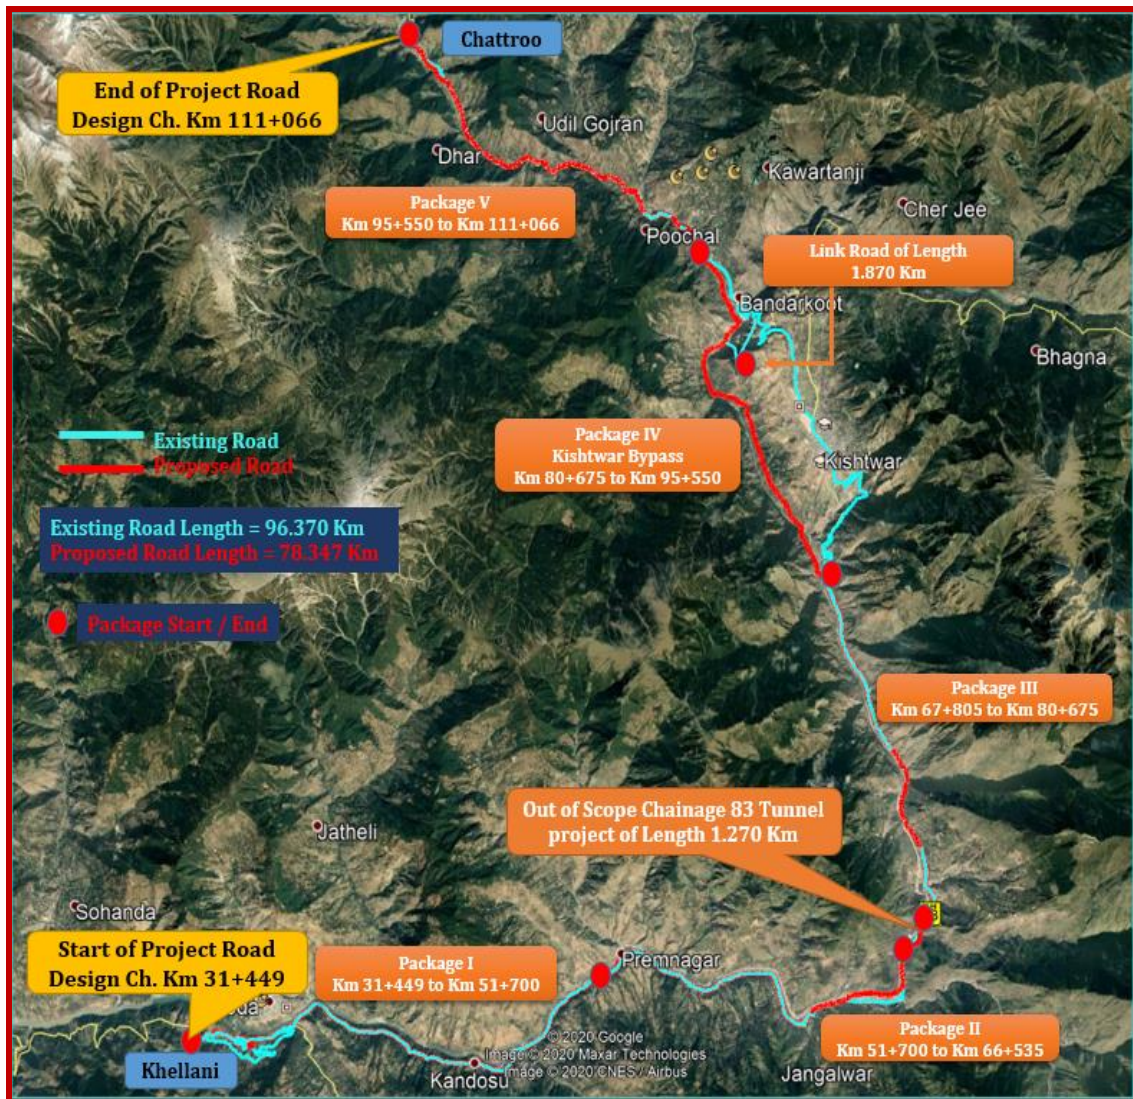 Chattroo
End of Project Road
Design Ch. Km 111+066
Udil Gojran
Dhar
Kawartanji
Package V
Km 95+550 to Km 111+066
Cher Jee
Poochal
Link Road of Length
1.870 Km
Bandarkoot
Bhagna
Existing Road
Proposed Road
Package IV
Kishtwar Bypass
Km 80+675 to Km 95+550
Kishtwar
Existing Road Length = 96.370 Km
Proposed Road Length = 78.347 Km
Package Start / End
Package III
Km 67+805 to Km 80+675
Out of Scope Chainage 83 Tunnel
project of Length 1.270 Km
Jatheli
Sohanda
Start of Project Road
Design Ch. Km 31+449
Package I
Km 31+449 to Km 51+700
Premnagar
Package II
Km 51+700 to Km 66+535
© 2020 Google
Image © 2020 Maxar Technologies
Image © 2020 CNES / Airbus
Khellani
Kandosu
Jangalwar